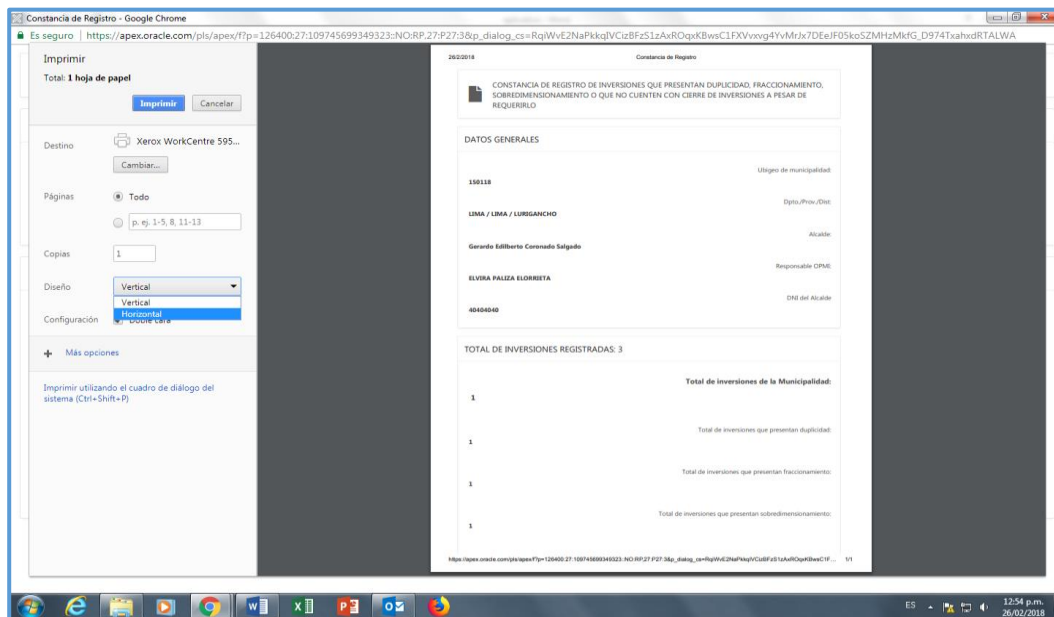 Constancia de Registro - Google Chrome
Es seguro | https://apex.oracle.com/pls/apex/f?p=126400:27:109745699349323::NO:RP,27:P27:3&p_dialog_cs=RqiWvE2NaPkkqIVCizBFzS1zAxROqxKBwsC1FXVvxvg4YvMrJx7DEeJF05koSZMHzMkfG_D974TxahxdRTALWA
Imprimir
Total: 1 hoja de papel
Imprimir Cancelar
Destino Xerox WorkCentre 595...
Cambiar...
Páginas Todo
p. ej. 1-5, 8, 11-13
Copias 1
Diseño Vertical
Vertical
Horizontal
Configuración Doble cara
Más opciones
Imprimir utilizando el cuadro de diálogo del
sistema (Ctrl+Shift+P)
26/2/2018 Constancia de Registro
CONSTANCIA DE REGISTRO DE INVERSIONES QUE PRESENTAN DUPLICIDAD, FRACCIONAMIENTO,
SOBREDIMENSIONAMIENTO O QUE NO CUENTEN CON CIERRE DE INVERSIONES A PESAR DE
REQUERIRLO
DATOS GENERALES
Ubigeo de municipalidad:
150118
Dpto./Prov./Dist:
LIMA / LIMA / LURIGANCHO
Alcalde:
Gerardo Edilberto Coronado Salgado
Responsable OPMI:
ELVIRA PALIZA ELORRIETA
DNI del Alcalde
40404040
TOTAL DE INVERSIONES REGISTRADAS: 3
Total de inversiones de la Municipalidad:
1
Total de inversiones que presentan duplicidad:
1
Total de inversiones que presentan fraccionamiento:
1
Total de inversiones que presentan sobredimensionamiento:
1
1/1
ES 12:54 p.m.
26/02/2018